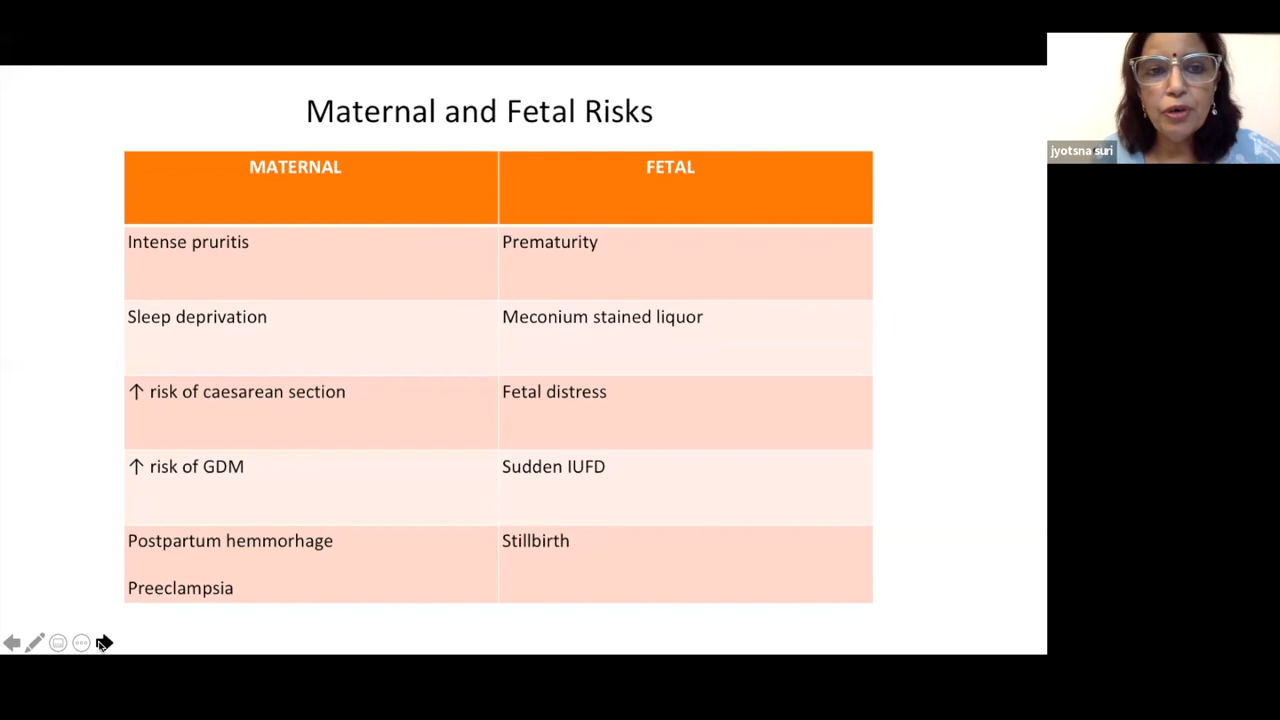 Maternal and Fetal Risks
MATERNAL
FETAL
Intense pruritis
Prematurity
Sleep deprivation
Meconium stained liquor
↑ risk of caesarean section
Fetal distress
↑ risk of GDM
Sudden IUFD
Postpartum hemmorhage
Preeclampsia
Stillbirth
jyotsna suri